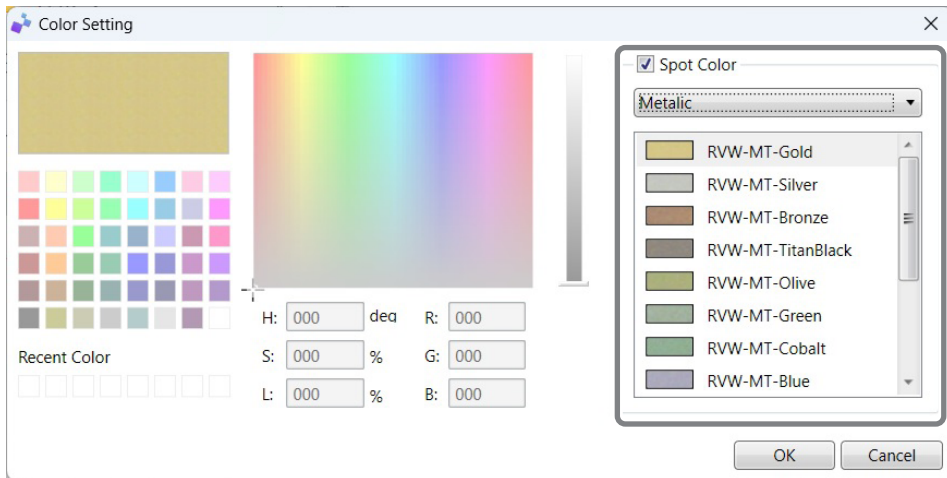 Color Setting
Spot Color
Metalic
RVW-MT-Gold
RVW-MT-Silver
RVW-MT-Bronze
RVW-MT-TitanBlack
RVW-MT-Olive
RVW-MT-Green
RVW-MT-Cobalt
RVW-MT-Blue
H: 000 deg R: 000
S: 000 % G: 000
L: 000 % B: 000
Recent Color
OK Cancel